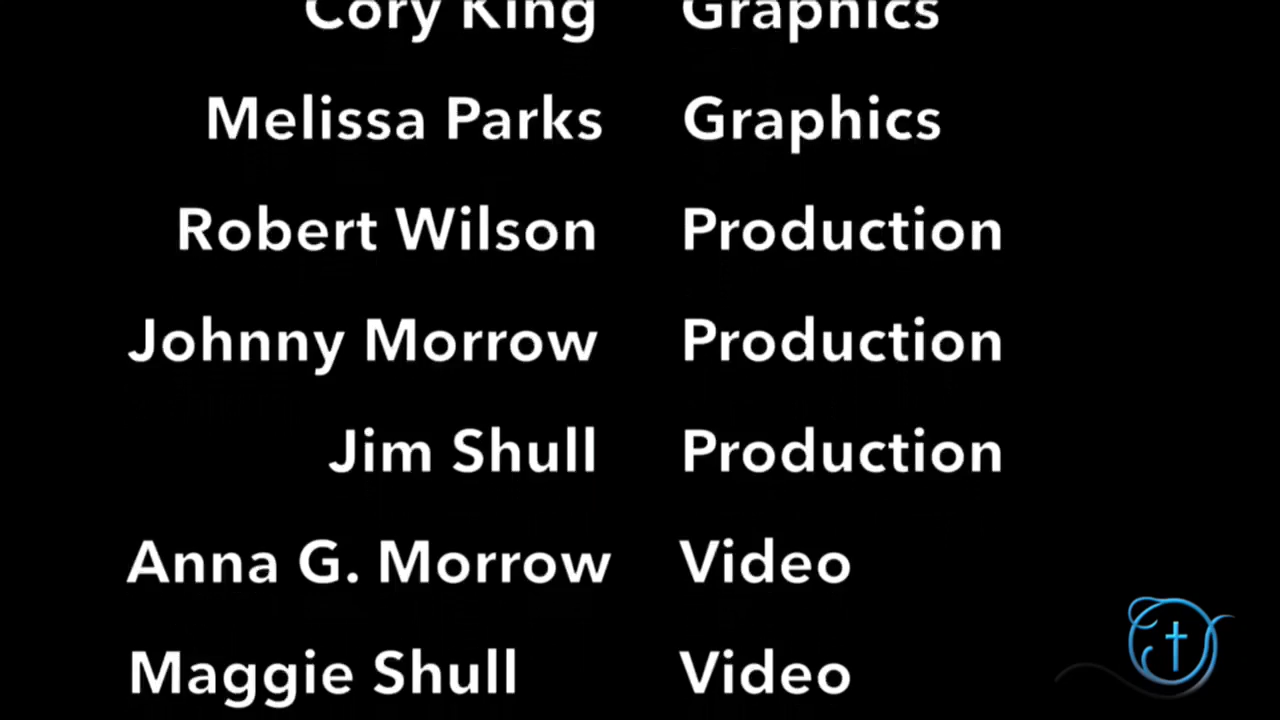 Cory King Graphics
Melissa Parks Graphics
Robert Wilson Production
Johnny Morrow Production
Jim Shull Production
Anna G. Morrow Video
Maggie Shull Video